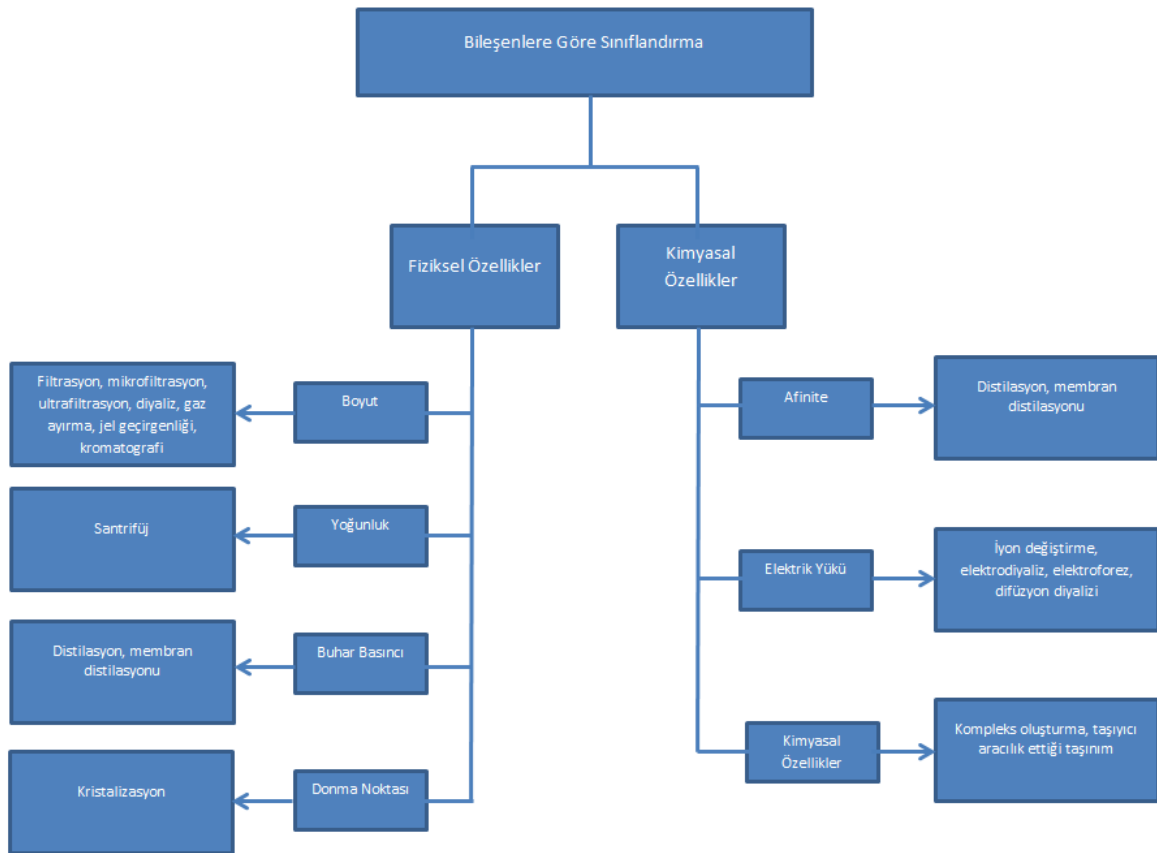 Bileşenlere Göre Sınıflandırma
Fiziksel Özellikler
Kimyasal
Özellikler
Filtrasyon, mikrofiltrasyon,
ultrafiltrasyon, diyaliz, gaz
ayırma, jel geçirgenliği,
kromatografi
Boyut
Santrifüj
Yoğunluk
Distilasyon, membran
distilasyonu
Buhar Basıncı
Kristalizasyon
Donma Noktası
Afinite
Distilasyon, membran
distilasyonu
Elektrik Yükü
İyon değiştirme,
elektrodiyaliz, elektroforez,
difüzyon diyalizi
Kimyasal
Özellikler
Kompleks oluşturma, taşıyıcı
aracılık ettiği taşınım